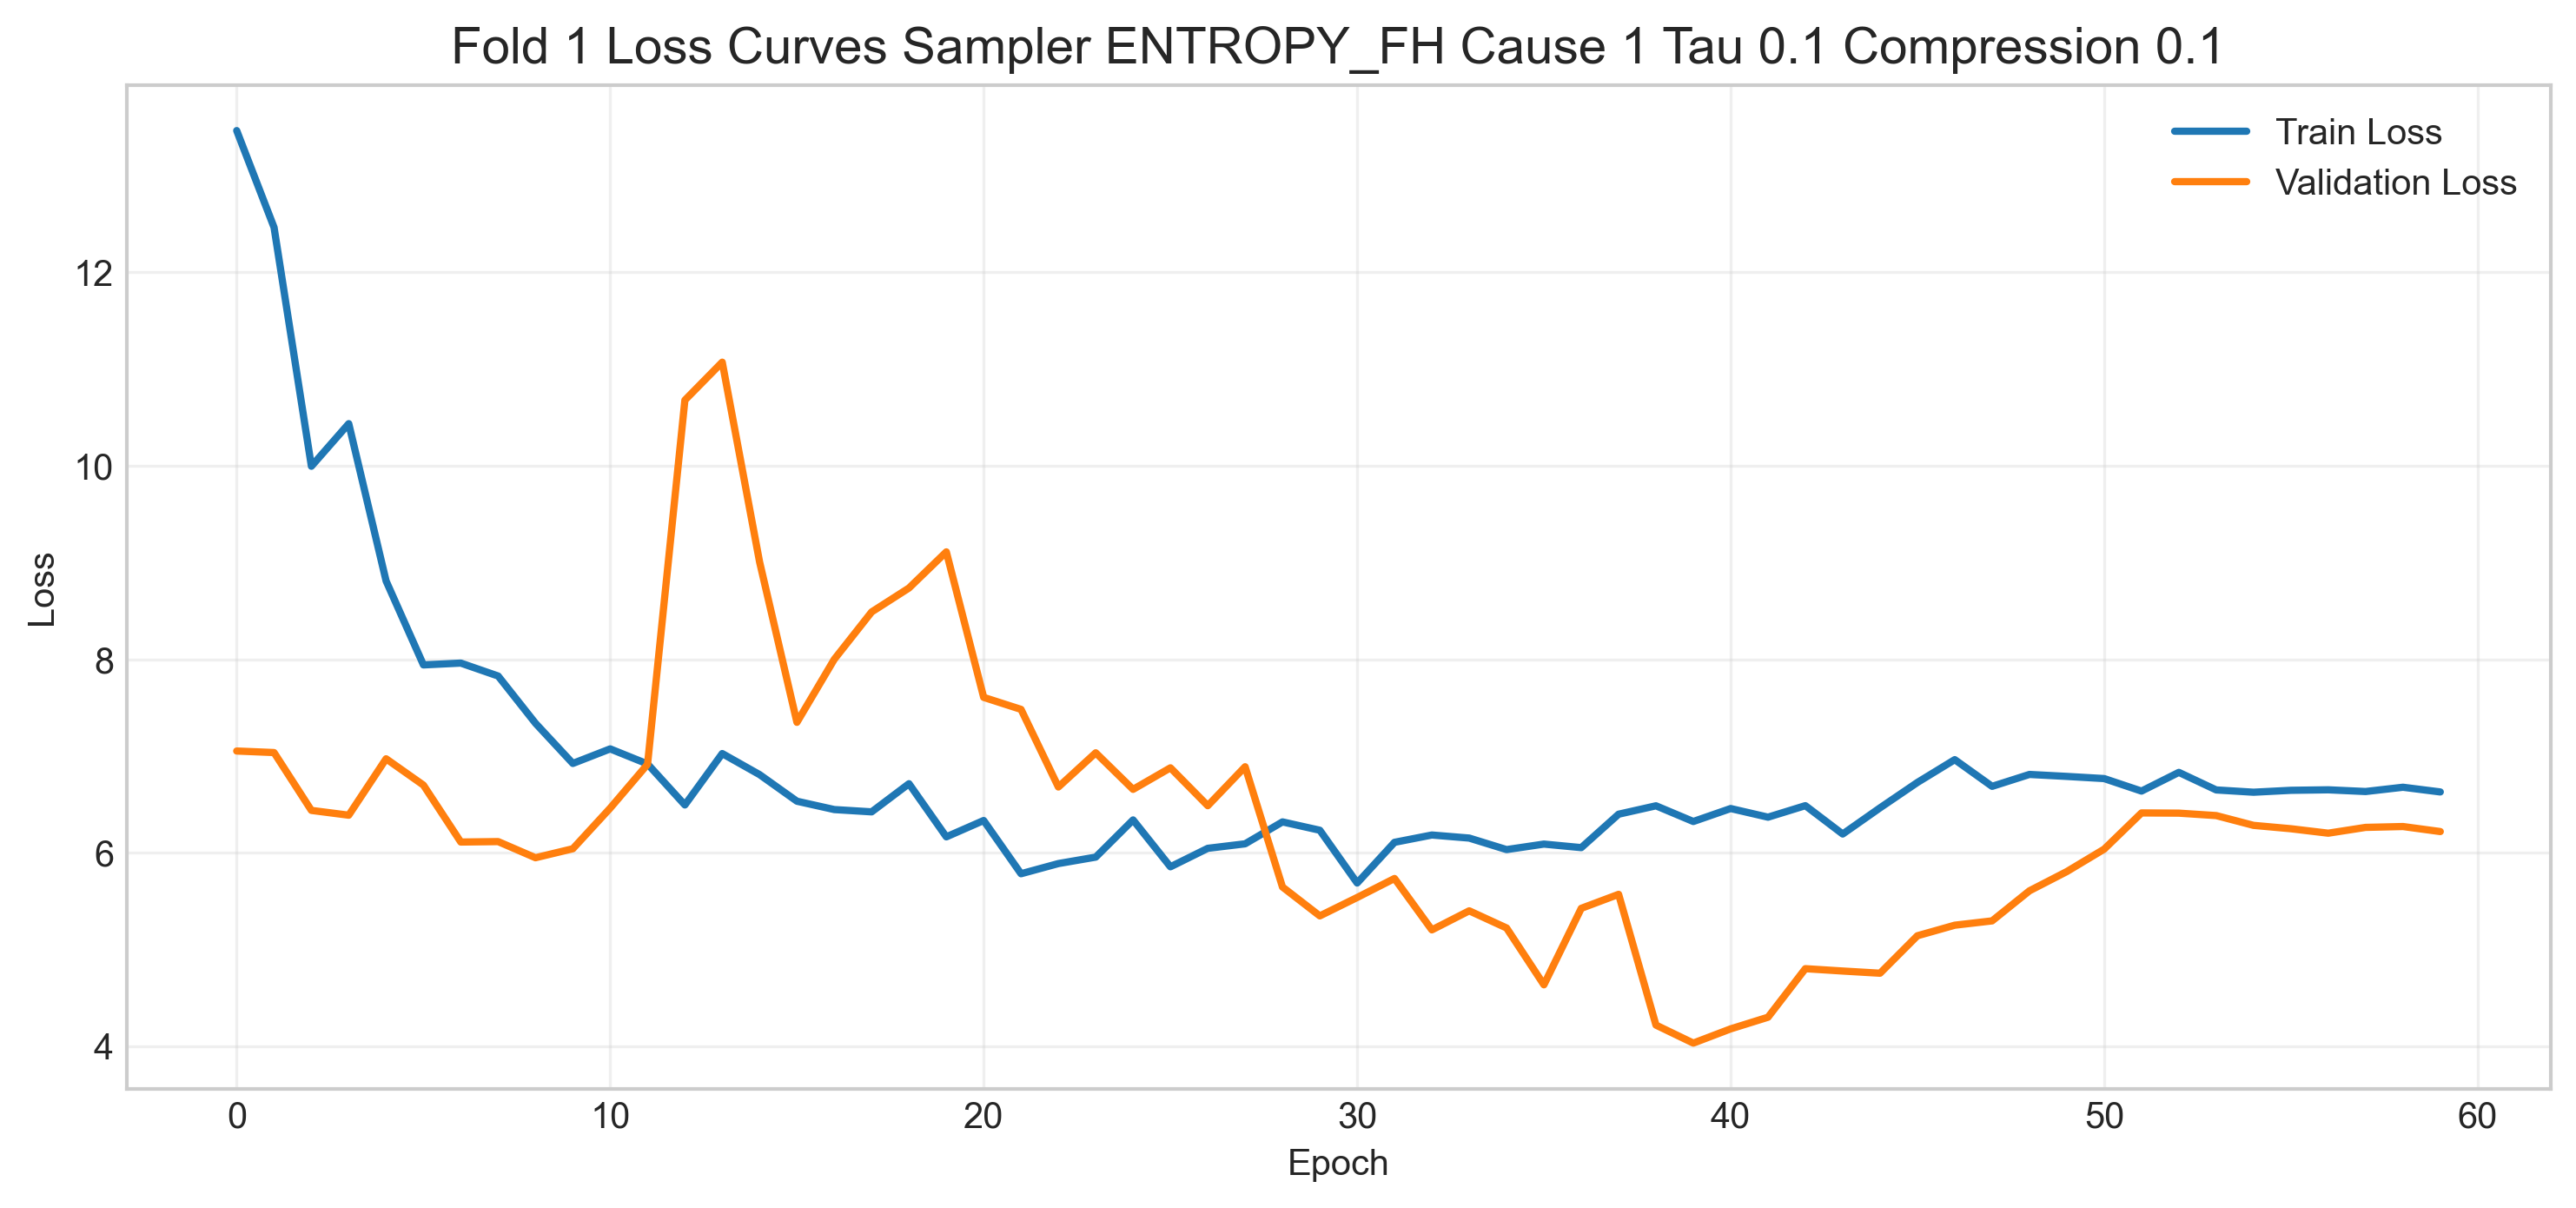 Fold 1 Loss Curves Sampler ENTROPY_FH Cause 1 Tau 0.1 Compression 0.1
Train Loss
Validation Loss
Loss
12
10
8
6
4
0 10 20 30 40 50 60
Epoch